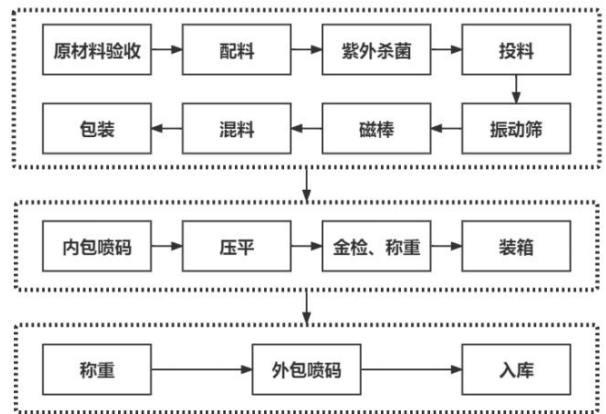 原材料验收
配料
紫外杀菌
投料
包装
混料
磁棒
振动筛
内包喷码
压平
金检、称重
装箱
称重
外包喷码
入库